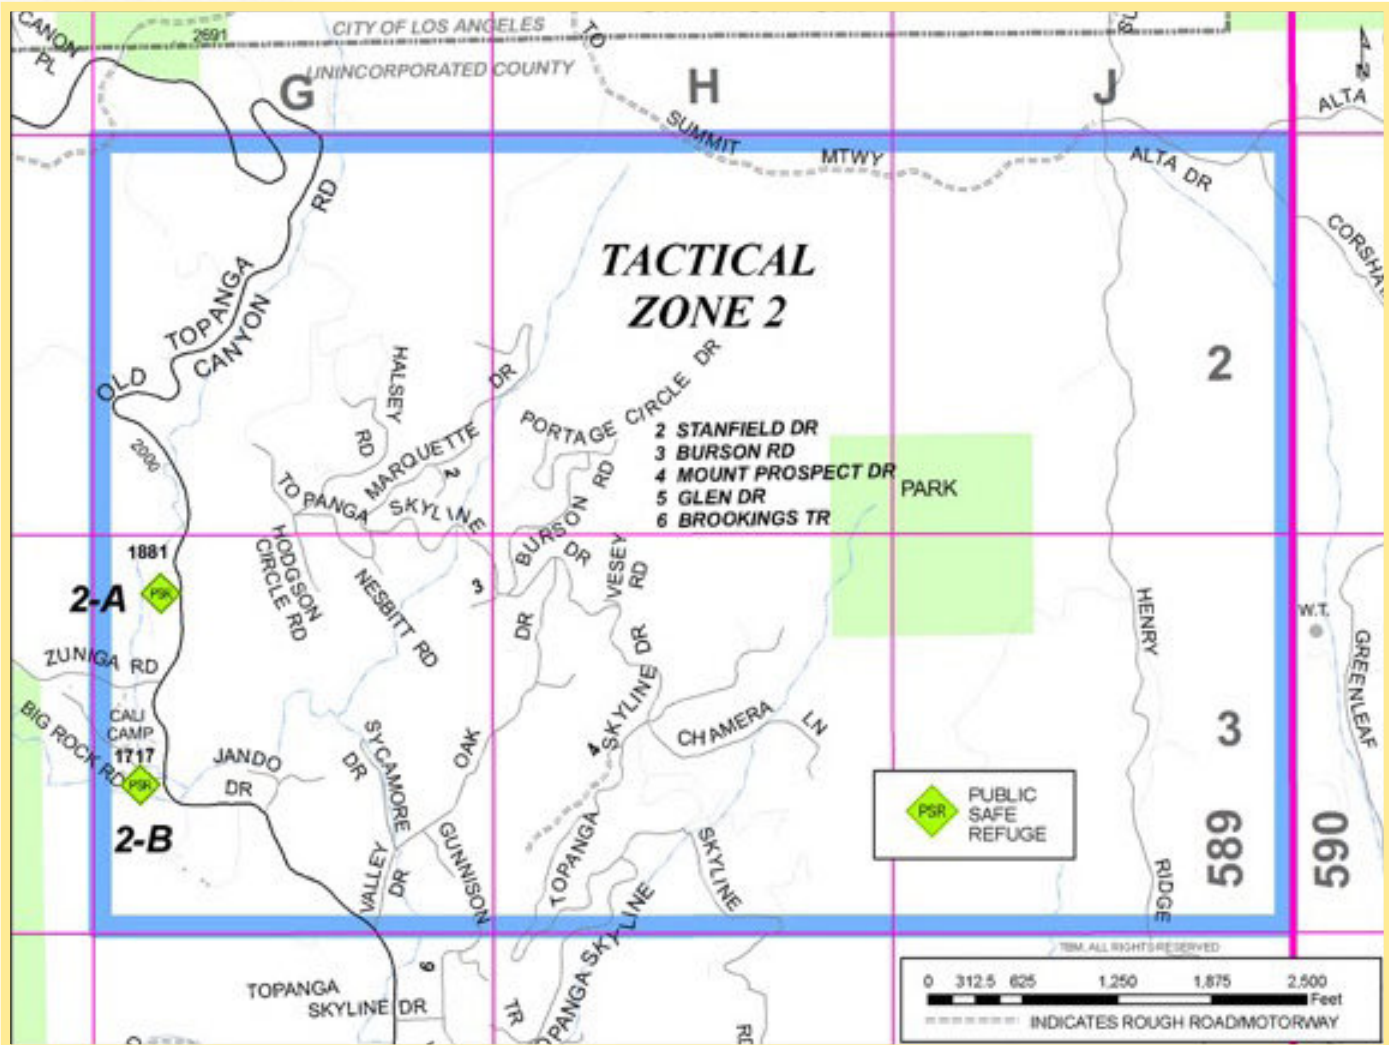 CANON
PL
2691
CITY OF LOS ANGELES
UNINCORPORATED COUNTY
TO
G
H
J
N
ALTA
SUMMIT
MTWY
ALTA DR
RD
CORSHA
TACTICAL
ZONE 2
TOPANGA
CANYON
OLD
2000
HALSEY
RD
MARQUETTE
DR
2
PORTAGE CIRCLE DR
2 STANFIELD DR
3 BURSON RD
4 MOUNT PROSPECT DR
5 GLEN DR
6 BROOKINGS TR
2
PARK
TOPANGA
SKYLINE
DR
BURSON
RD
3
HODGSON
CIRCLE RD
NESBITT RD
VESEY
RD
1881
2-A
PSR
ZUNIGA RD
BIG ROCK RD
CALI
CAMP
1717
PSR
2-B
JANDO
DR
SYCAMORE
DR
OAK
DR
SKYLINE
DR
4
CHAMERA
LN
HENRY
RIDGE
W.T.
GREENLEAF
3
589
590
PSR
PUBLIC
SAFE
REFUGE
VALLEY
DR
GUNNISON
TOPANGA
SKYLINE
SKYLINE
6
TOPANGA
SKYLINE DR
TR
OPANGA SKYLINE
RD
TBM, ALL RIGHTS RESERVED
0 312.5 625 1,250 1,875 2,500
Feet
INDICATES ROUGH ROAD/MOTORWAY